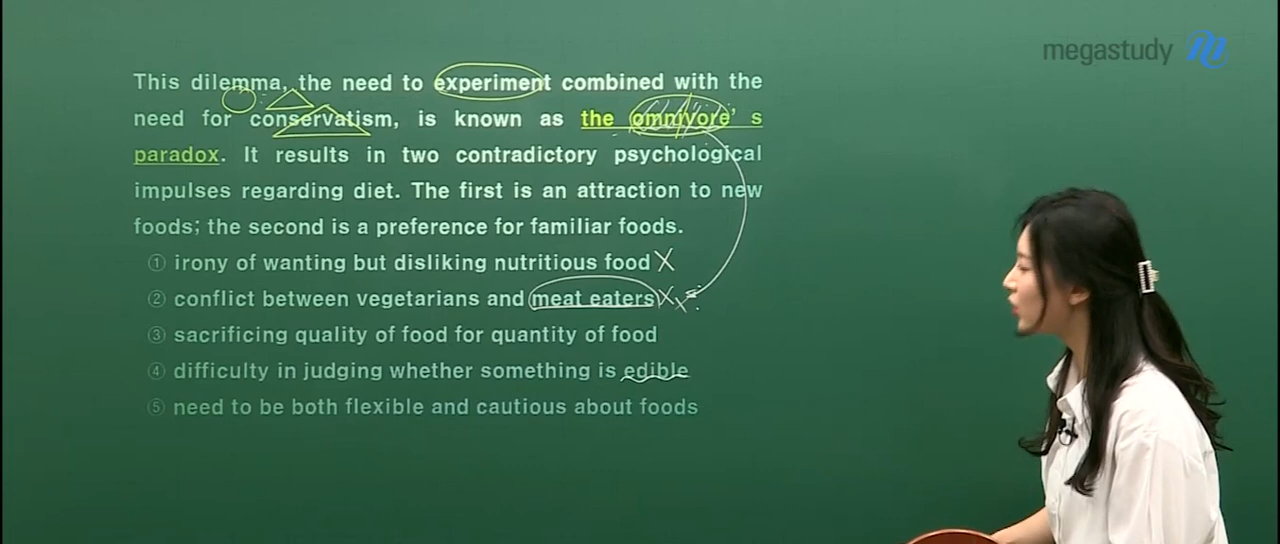 megastudy
This dilemma, the need to experiment combined with the
need for conservatism, is known as the omnivore's
paradox. It results in two contradictory psychological
impulses regarding diet. The first is an attraction to new
foods; the second is a preference for familiar foods.
① irony of wanting but disliking nutritious food
② conflict between vegetarians and meat eaters
③ sacrificing quality of food for quantity of food
④ difficulty in judging whether something is edible
⑤ need to be both flexible and cautious about foods